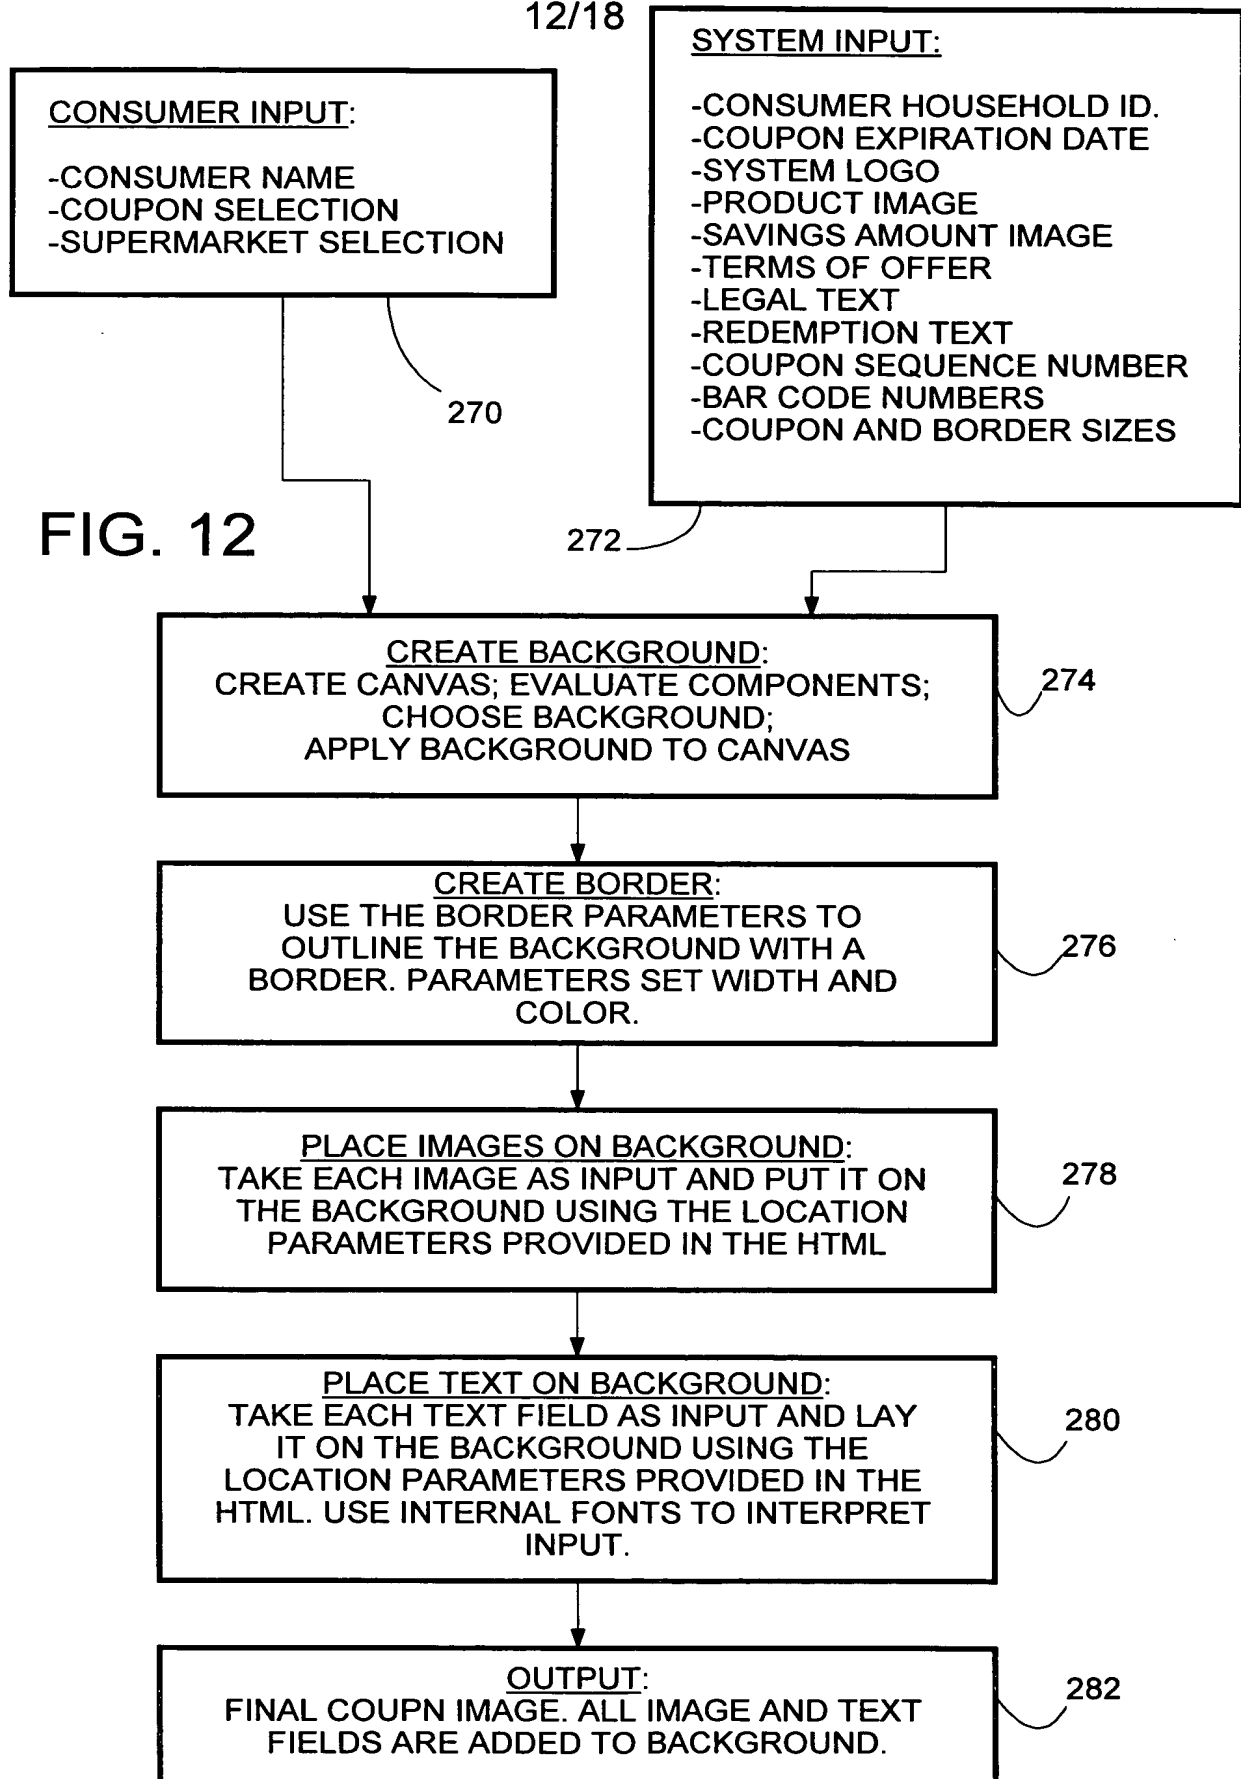 12/18
CONSUMER INPUT:
-CONSUMER NAME
-COUPON SELECTION
-SUPERMARKET SELECTION
270
SYSTEM INPUT:
-CONSUMER HOUSEHOLD ID.
-COUPON EXPIRATION DATE
-SYSTEM LOGO
-PRODUCT IMAGE
-SAVINGS AMOUNT IMAGE
-TERMS OF OFFER
-LEGAL TEXT
-REDEMPTION TEXT
-COUPON SEQUENCE NUMBER
-BAR CODE NUMBERS
-COUPON AND BORDER SIZES
272
FIG. 12
CREATE BACKGROUND:
CREATE CANVAS; EVALUATE COMPONENTS;
CHOOSE BACKGROUND;
APPLY BACKGROUND TO CANVAS
274
CREATE BORDER:
USE THE BORDER PARAMETERS TO
OUTLINE THE BACKGROUND WITH A
BORDER. PARAMETERS SET WIDTH AND
COLOR.
276
PLACE IMAGES ON BACKGROUND:
TAKE EACH IMAGE AS INPUT AND PUT IT ON
THE BACKGROUND USING THE LOCATION
PARAMETERS PROVIDED IN THE HTML
278
PLACE TEXT ON BACKGROUND:
TAKE EACH TEXT FIELD AS INPUT AND LAY
IT ON THE BACKGROUND USING THE
LOCATION PARAMETERS PROVIDED IN THE
HTML. USE INTERNAL FONTS TO INTERPRET
INPUT.
280
OUTPUT:
FINAL COUPN IMAGE. ALL IMAGE AND TEXT
FIELDS ARE ADDED TO BACKGROUND.
282